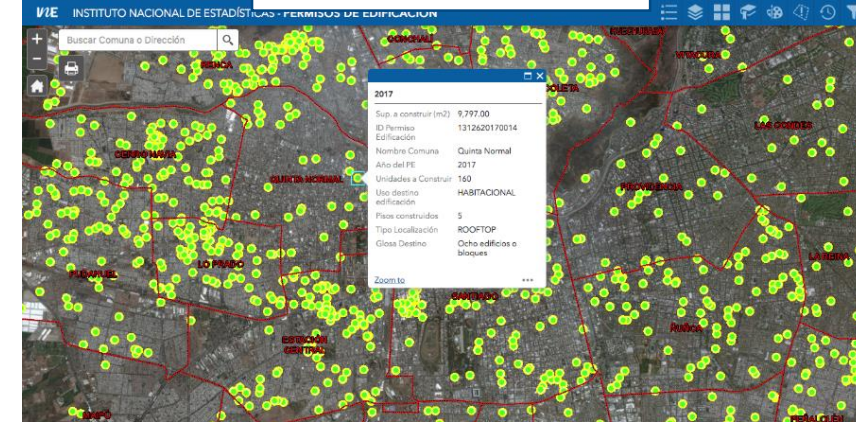 INE INSTITUTO NACIONAL DE ESTADÍSTICAS - PERMISOS DE EDIFICACIÓN
+
Buscar Comuna o Dirección
-
CONCHALÍ
VITACURA
RENCA
LAS CONDES
CERRO NAVIA
QUINTA NORMAL
PROVIDENCIA
LO PRADO
PUDAHUEL
LA REINA
SANTIAGO
ÑUÑOA
ESTACIÓN
CENTRAL
MAIPÚ
PEÑALOLÉN
2017
Sup. a construir (m2) 9,797.00
ID Permiso
Edificación 1312620170014
Nombre Comuna Quinta Normal
Año del PE 2017
Unidades a Construir 160
Uso destino
edificación HABITACIONAL
Pisos construidos 5
Tipo Localización ROOFTOP
Glosa Destino Ocho edificios o
bloques
Zoom to